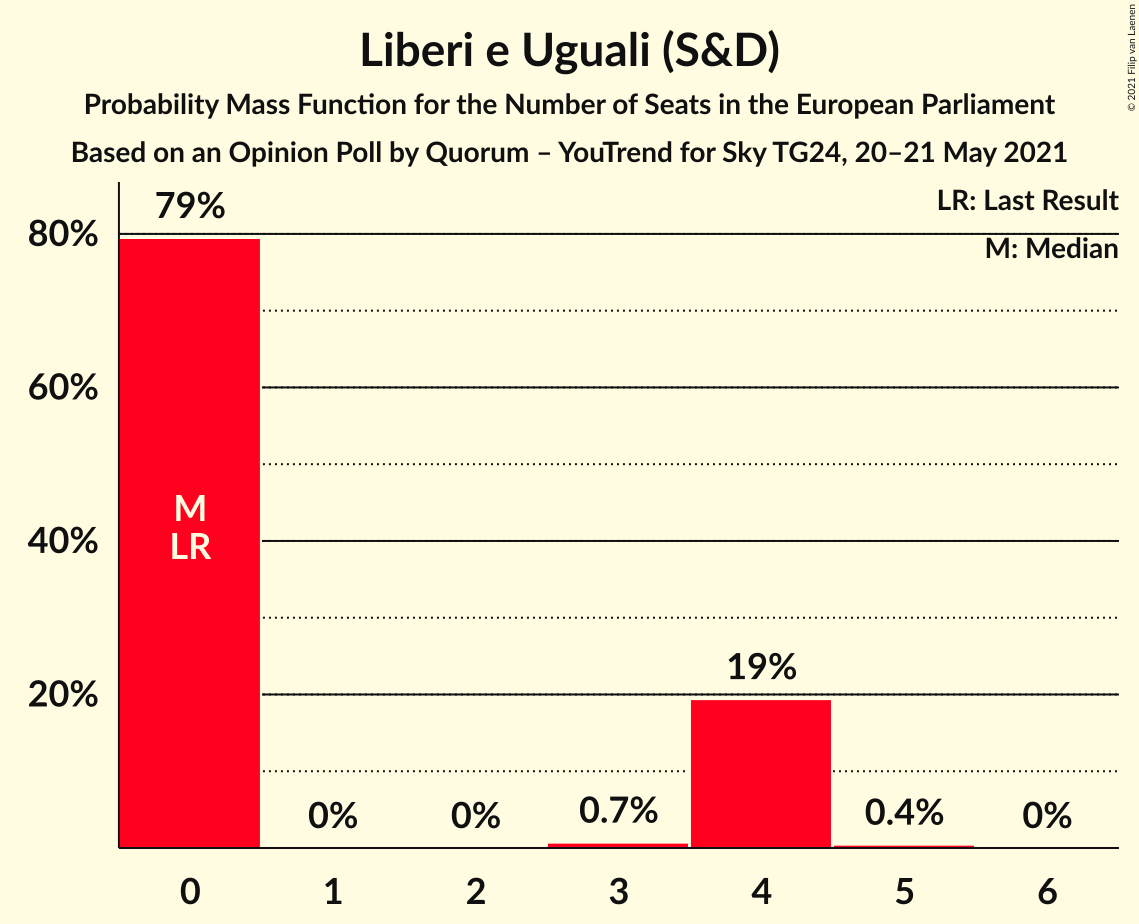 Liberi e Uguali (S&D)
Probability Mass Function for the Number of Seats in the European Parliament
Based on an Opinion Poll by Quorum – YouTrend for Sky TG24, 20–21 May 2021
© 2021 Filip van Laenen
LR: Last Result
M: Median
79%
80%
60%
40%
20%
M
LR
0%
0%
0.7%
19%
0.4%
0%
0
1
2
3
4
5
6